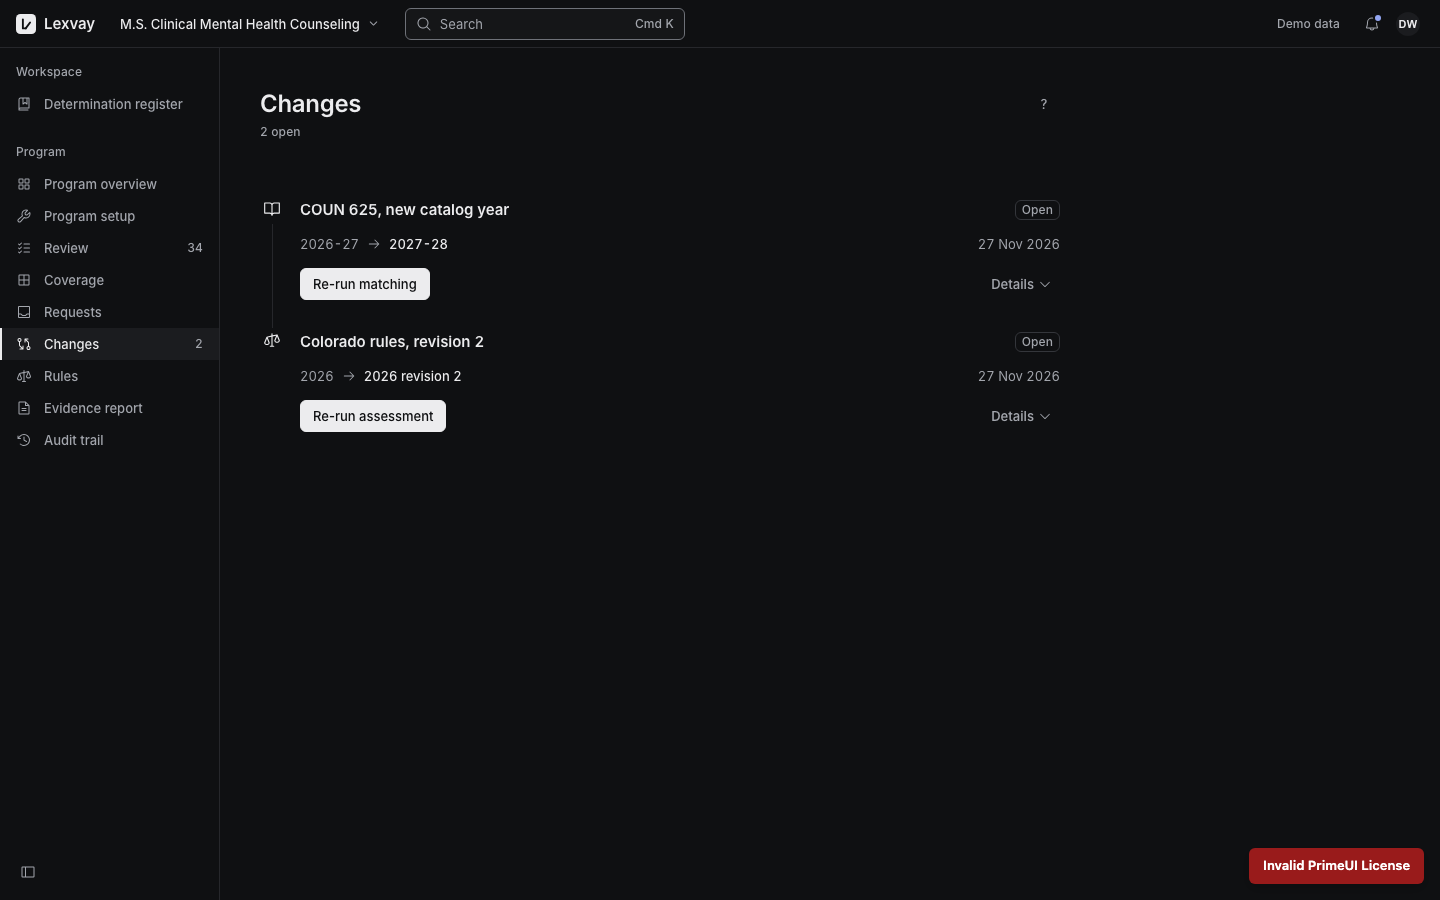 Lexvay
M.S. Clinical Mental Health Counseling
Search
Cmd K
Demo data
DW
Workspace
Determination register
Program
Program overview
Program setup
Review 34
Coverage
Requests
Changes 2
Rules
Evidence report
Audit trail
Changes
?
2 open
COUN 625, new catalog year
Open
2026-27 → 2027-28
27 Nov 2026
Re-run matching
Details
Colorado rules, revision 2
Open
2026 → 2026 revision 2
27 Nov 2026
Re-run assessment
Details
Invalid PrimeUI License